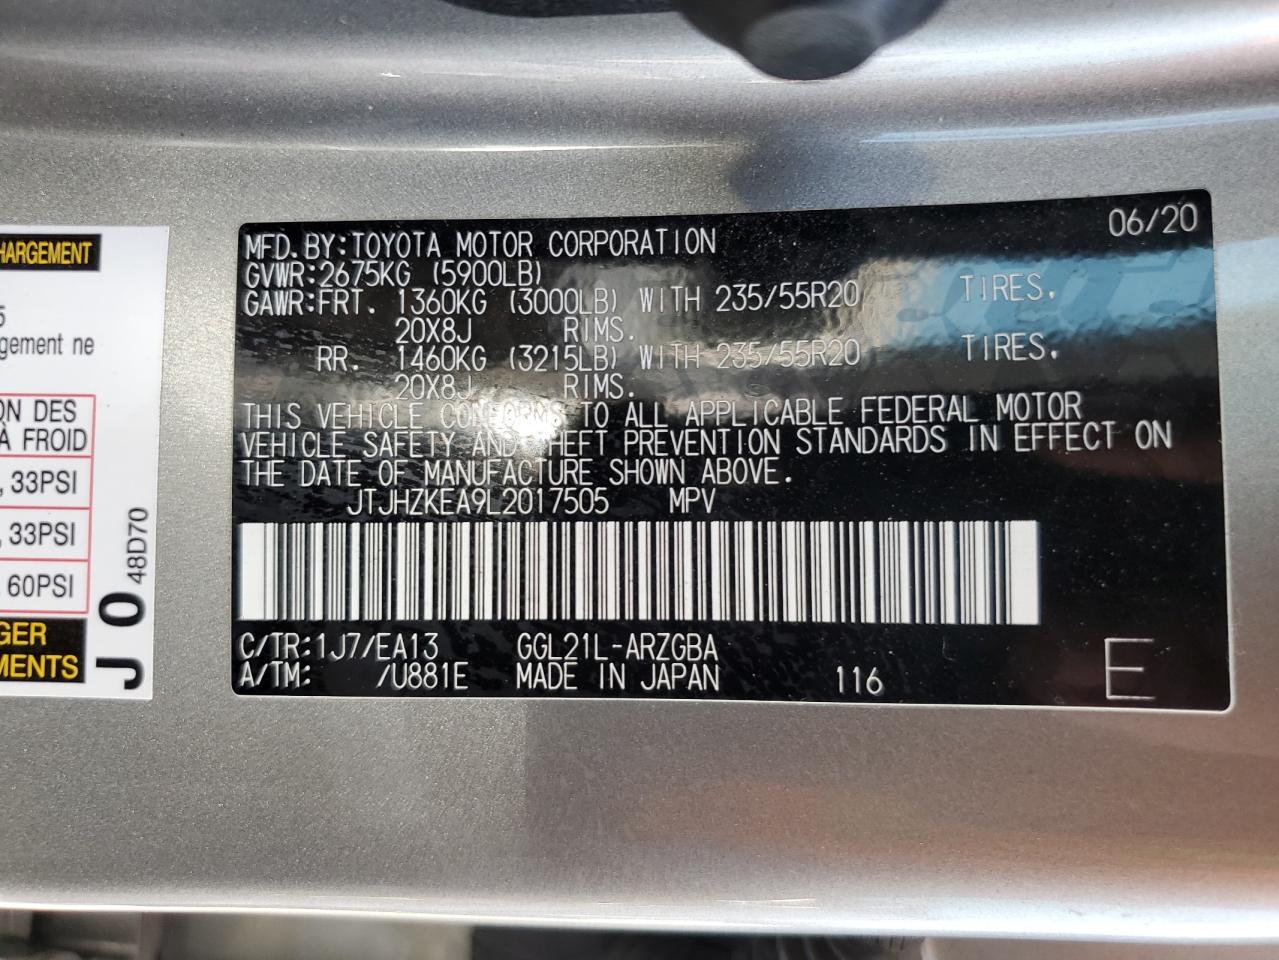 HARGEMENT
5
gement ne
ON DES
À FROID
, 33PSI
, 33PSI
60PSI
GER
MENTS
J 0
48D70
06/20
MFD.BY:TOYOTA MOTOR CORPORATION
GVWR:2675KG (5900LB)
GAWR:FRT. 1360KG (3000LB) WITH 235/55R20 TIRES.
20X8J RIMS.
RR. 1460KG (3215LB) WITH 235/55R20 TIRES.
20X8J RIMS.
THIS VEHICLE CONFORMS TO ALL APPLICABLE FEDERAL MOTOR
VEHICLE SAFETY AND THEFT PREVENTION STANDARDS IN EFFECT ON
THE DATE OF MANUFACTURE SHOWN ABOVE.
JTJHZKEA9L2017505 MPV
C/TR:1J7/EA13 GGL21L-ARZGBA
A/TM: /U881E MADE IN JAPAN 116
E